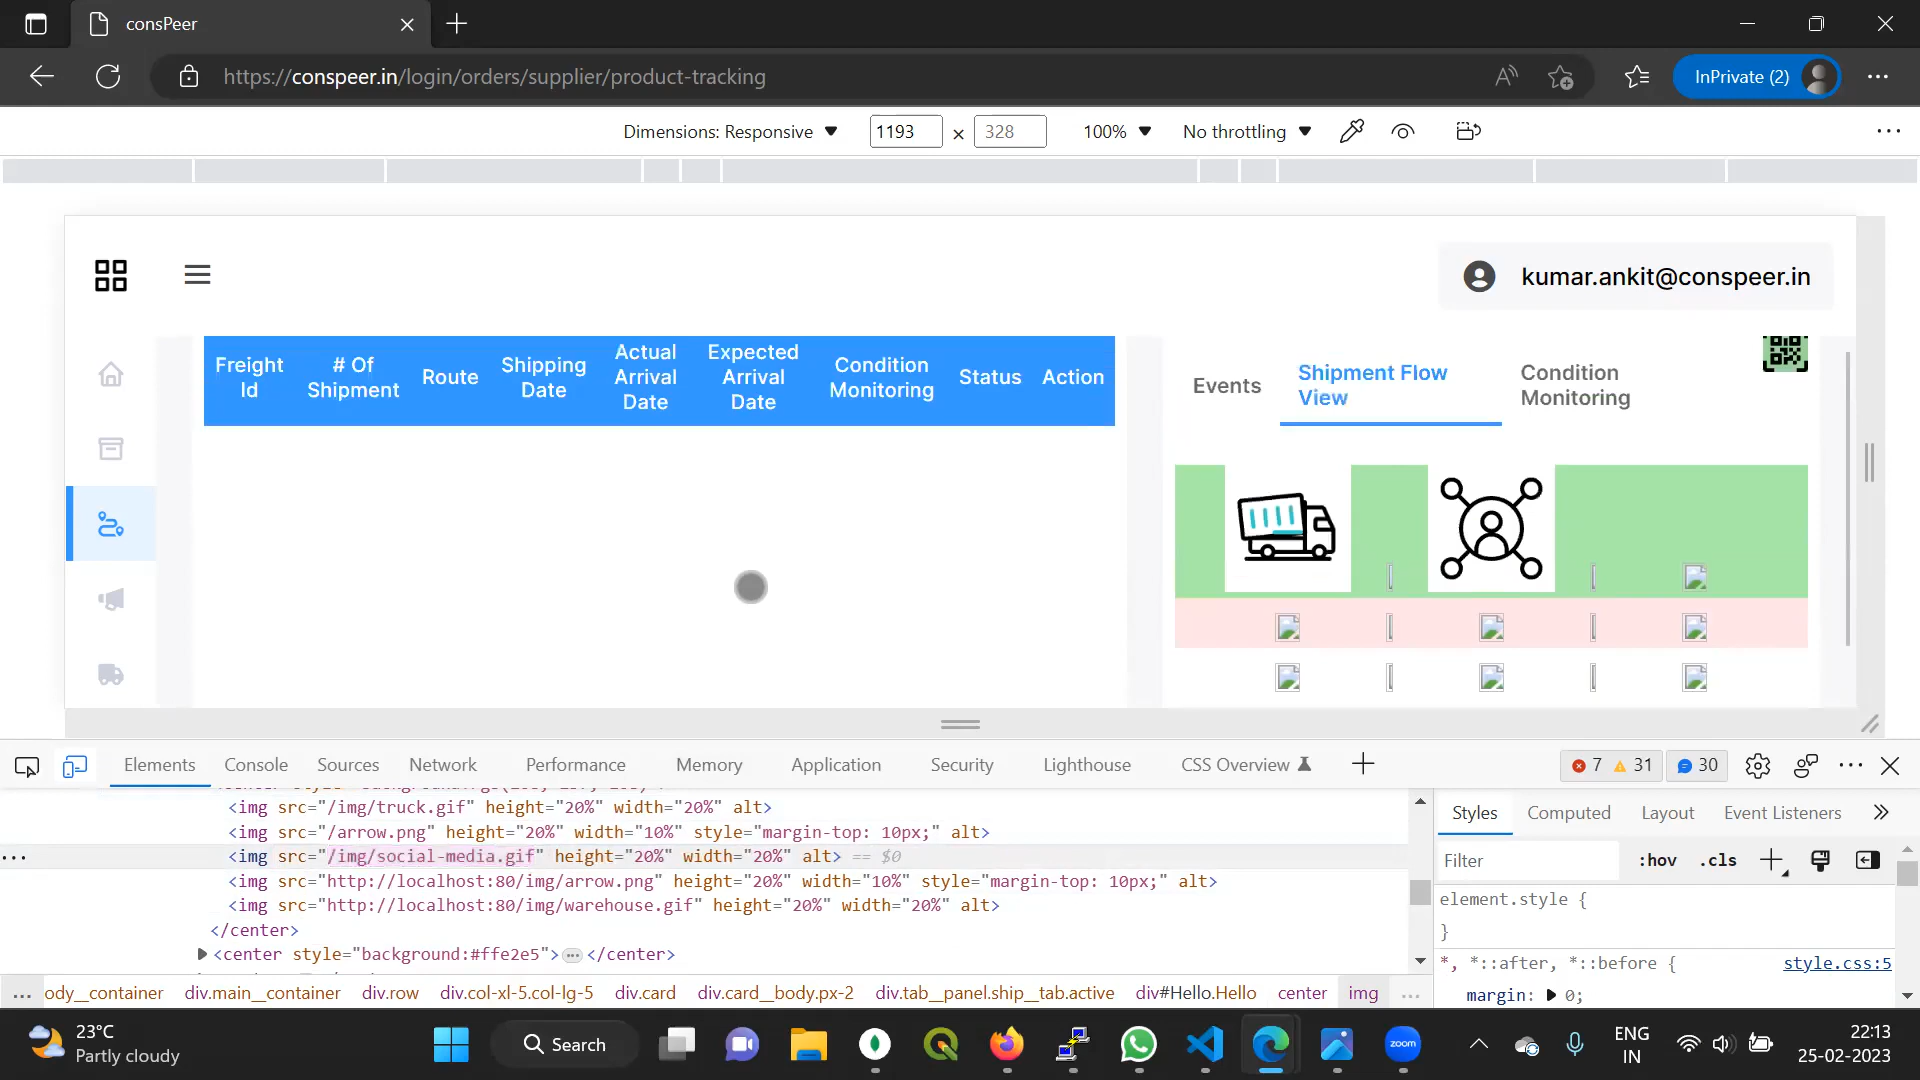 consPeer
https://conspeer.in/login/orders/supplier/product-tracking
InPrivate (2)
Dimensions: Responsive
1193 × 328
100%
No throttling
kumar.ankit@conspeer.in
Freight Id
# Of Shipment
Route
Shipping Date
Actual Arrival Date
Expected Arrival Date
Condition Monitoring
Status
Action
Events
Shipment Flow View
Condition Monitoring
Elements
Console
Sources
Network
Performance
Memory
Application
Security
Lighthouse
CSS Overview
7
31
30
<img src="/img/truck.gif" height="20%" width="20%" alt>
<img src="/arrow.png" height="20%" width="10%" style="margin-top: 10px;" alt>
<img src="/img/social-media.gif" height="20%" width="20%" alt> == $0
<img src="http://localhost:80/img/arrow.png" height="20%" width="10%" style="margin-top: 10px;" alt>
<img src="http://localhost:80/img/warehouse.gif" height="20%" width="20%" alt>
</center>
<center style="background:#ffe2e5"> … </center>
... ody__container div.main__container div.row div.col-xl-5.col-lg-5 div.card div.card__body.px-2 div.tab__panel.ship__tab.active div#Hello.Hello center img ...
Styles
Computed
Layout
Event Listeners
Filter
:hov
.cls
element.style {
}
*, *::after, *::before {
style.css:5
margin: 0;
23°C
Partly cloudy
Search
zoom
ENG
IN
22:13
25-02-2023